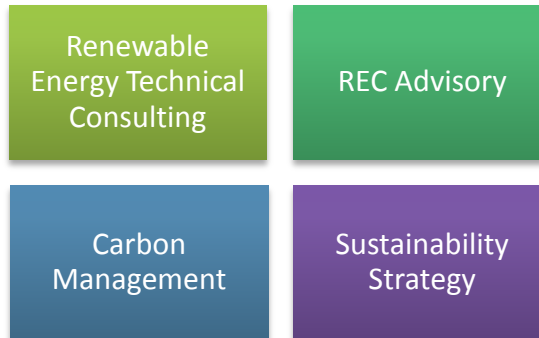 Renewable
Energy Technical
Consulting
REC Advisory
Carbon
Management
Sustainability
Strategy